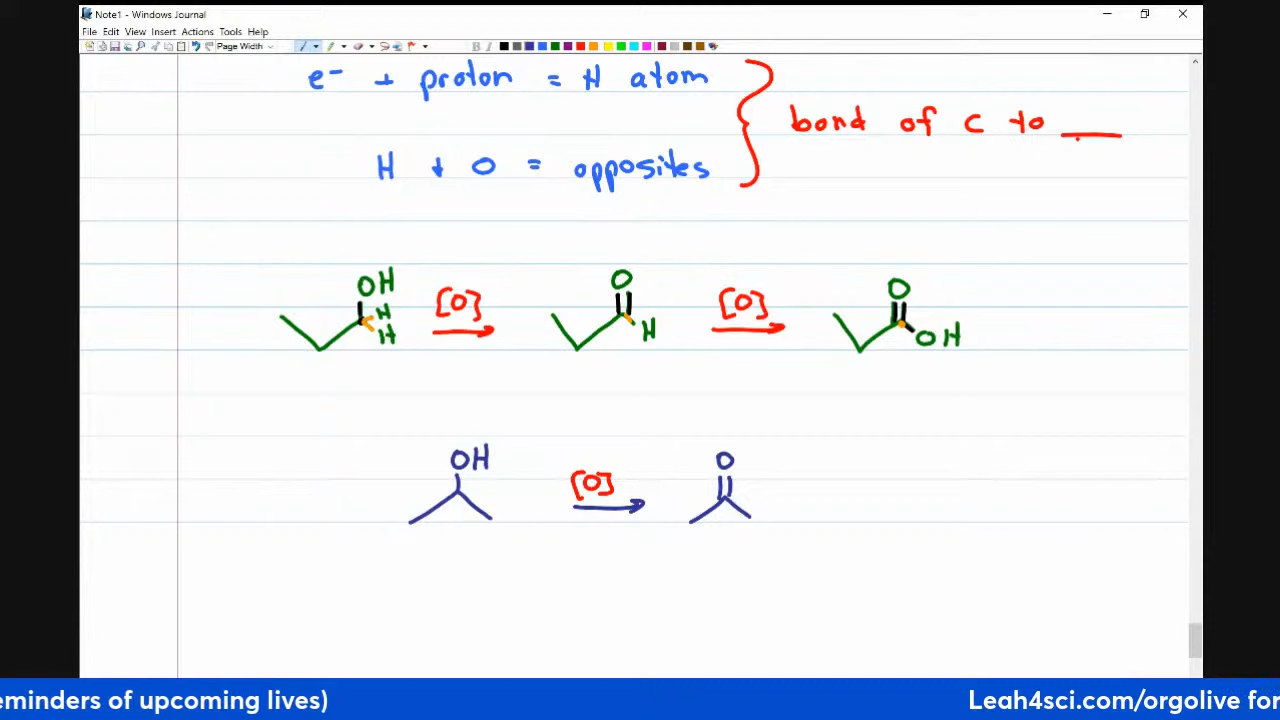 Note1 - Windows Journal
File Edit View Insert Actions Tools Help
Page Width
B I
e- + proton = H atom
bond of C to ___
H + O = opposites
OH
H
H
[O]
O
H
[O]
O
OH
OH
[O]
O
eminders of upcoming lives)
Leah4sci.com/orgolive for